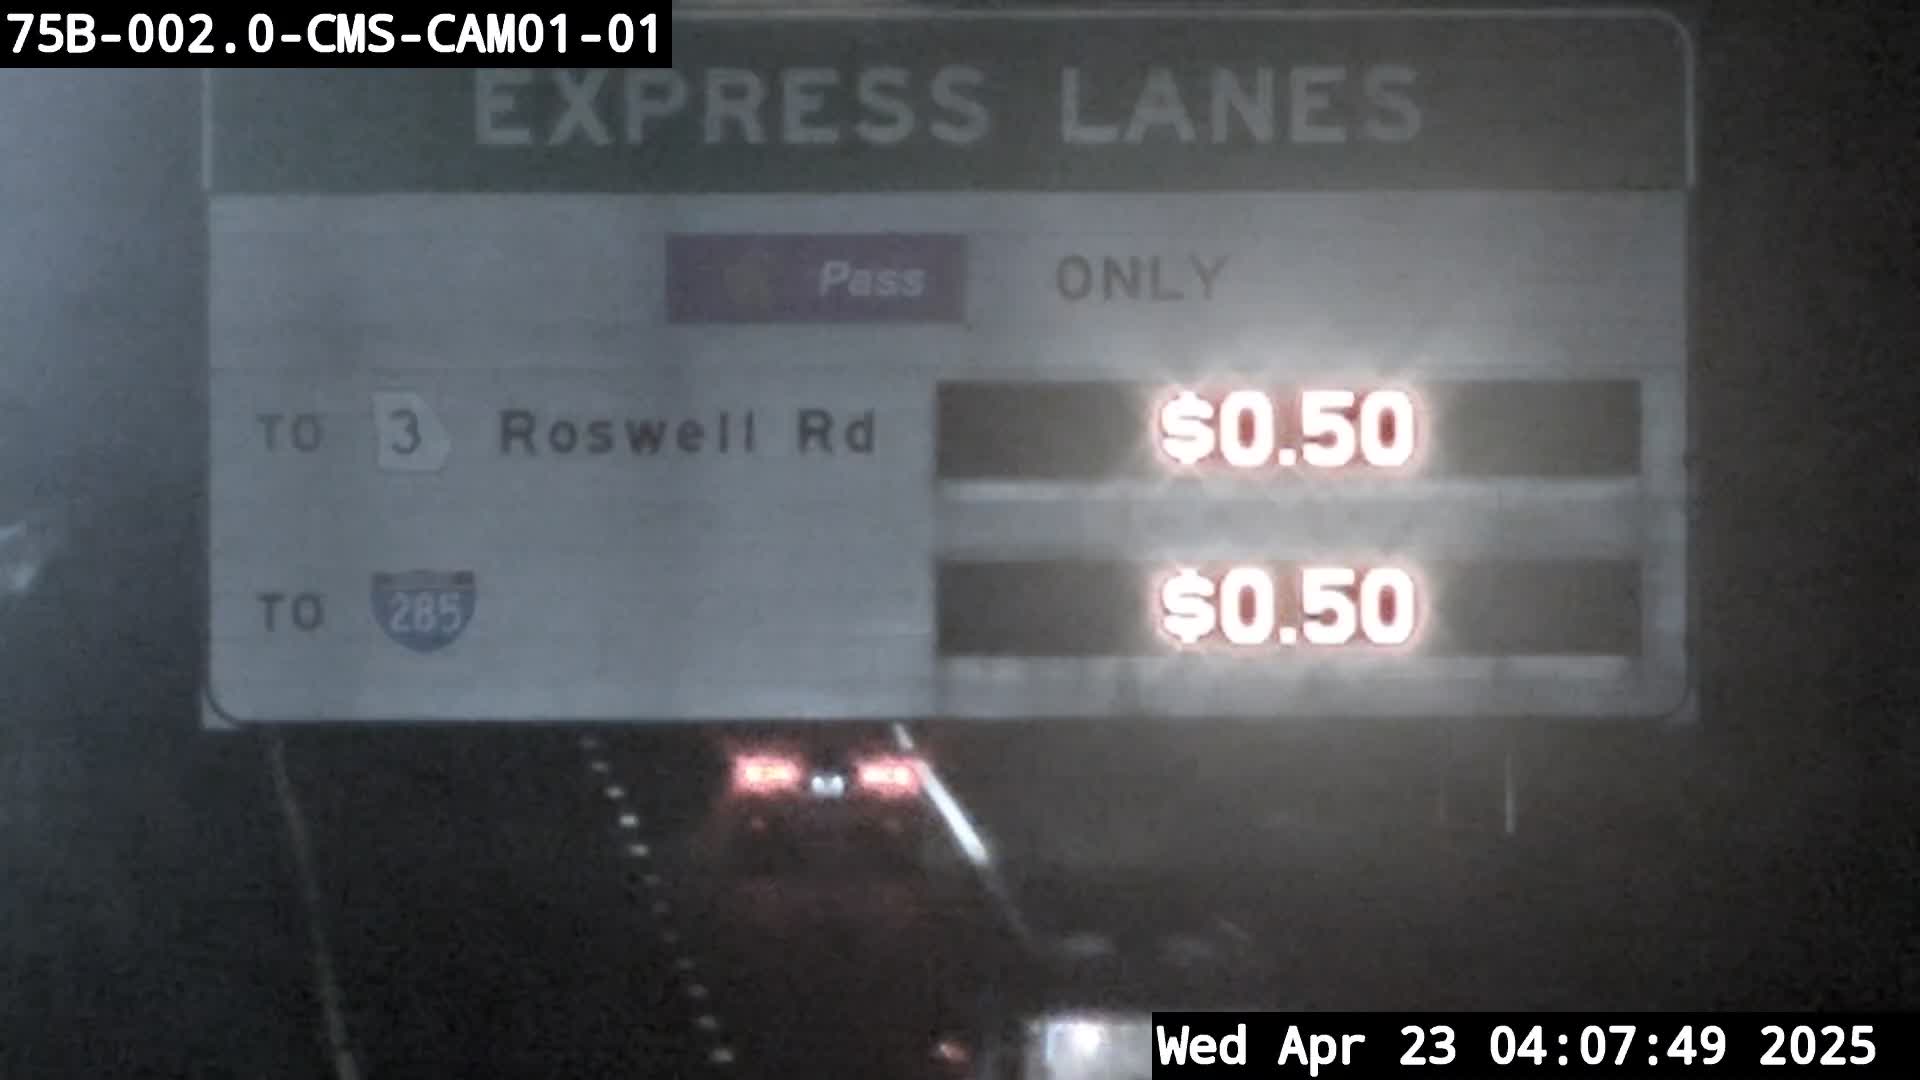 75B-002.0-CMS-CAM01-01
EXPRESS LANES
Pass ONLY
TO 3 Roswell Rd $0.50
TO 285 $0.50
Wed Apr 23 04:07:49 2025